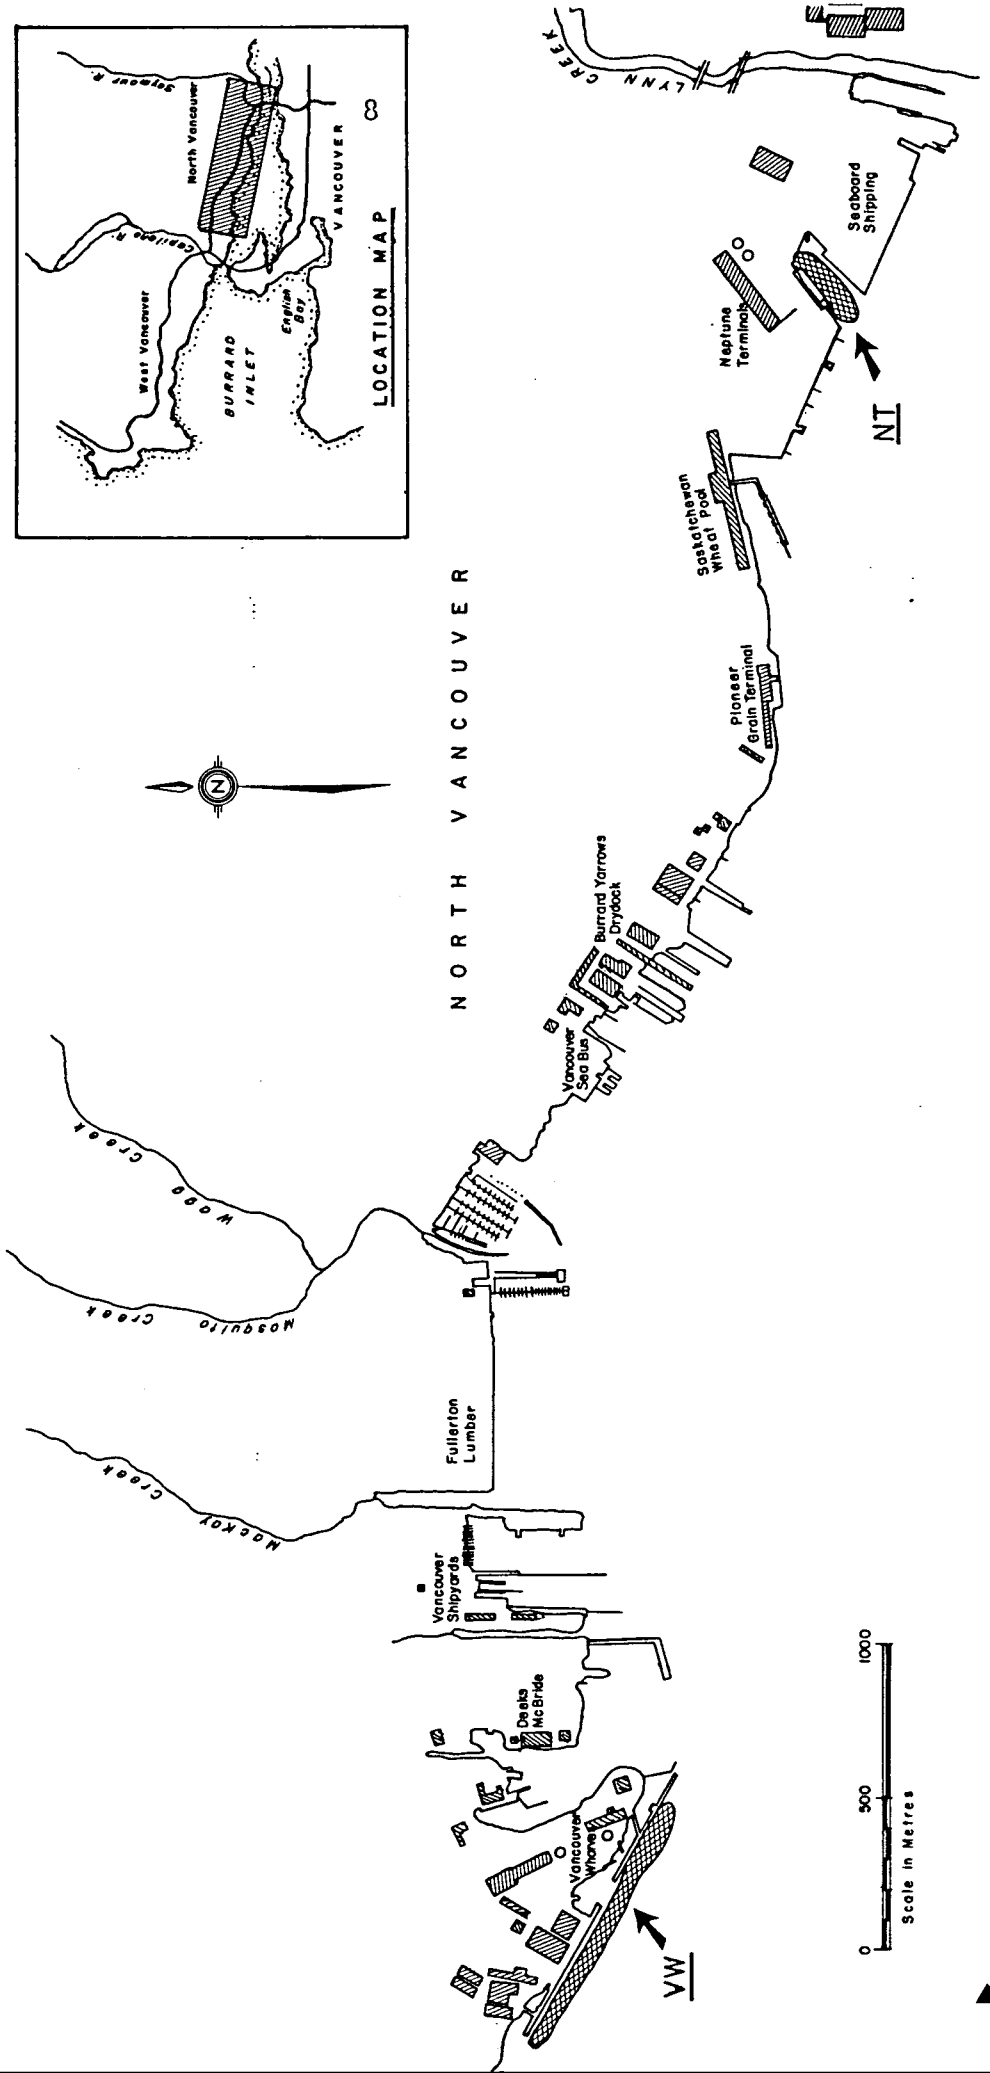 Seymour R.
North Vancouver
Capilano R.
West Vancouver
VANCOUVER
English
Bay
BURRARD
INLET
LOCATION MAP
N
NORTH VANCOUVER
Mackay Creek
Mosquito Creek
Wagg Creek
LYNN CREEK
Vancouver
Wharves
Deeks
McBride
Vancouver
Shipyards
Fullerton
Lumber
Vancouver
Sea Bus
Burrard Yarrows
Drydock
Pioneer
Grain Terminal
Saskatchewan
Wheat Pool
Neptune
Terminals
Seaboard
Shipping
VW
NT
0 500 1000
Scale in Metres